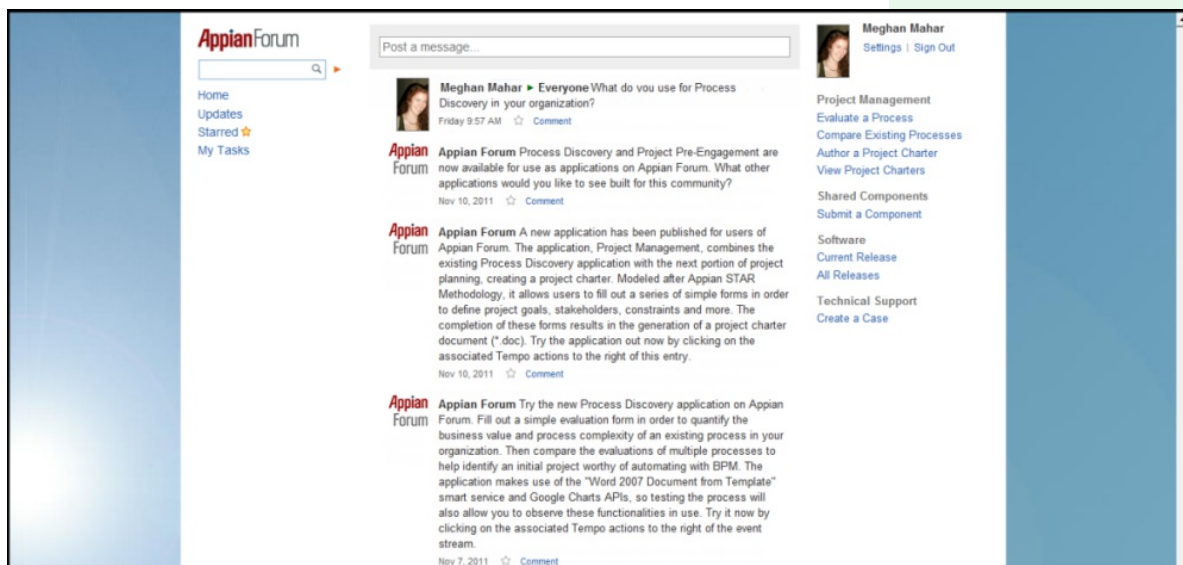 AppianForum
Home
Updates
Starred
My Tasks
Post a message...
Meghan Mahar ► Everyone What do you use for Process
Discovery in your organization?
Friday 9:57 AM ☆ Comment
Appian
Forum
Appian Forum Process Discovery and Project Pre-Engagement are
now available for use as applications on Appian Forum. What other
applications would you like to see built for this community?
Nov 10, 2011 ☆ Comment
Appian
Forum
Appian Forum A new application has been published for users of
Appian Forum. The application, Project Management, combines the
existing Process Discovery application with the next portion of project
planning, creating a project charter. Modeled after Appian STAR
Methodology, it allows users to fill out a series of simple forms in order
to define project goals, stakeholders, constraints and more. The
completion of these forms results in the generation of a project charter
document (*.doc). Try the application out now by clicking on the
associated Tempo actions to the right of this entry.
Nov 10, 2011 ☆ Comment
Appian
Forum
Appian Forum Try the new Process Discovery application on Appian
Forum. Fill out a simple evaluation form in order to quantify the
business value and process complexity of an existing process in your
organization. Then compare the evaluations of multiple processes to
help identify an initial project worthy of automating with BPM. The
application makes use of the "Word 2007 Document from Template"
smart service and Google Charts APIs, so testing the process will
also allow you to observe these functionalities in use. Try it now by
clicking on the associated Tempo actions to the right of the event
stream.
Nov 7, 2011 ☆ Comment
Meghan Mahar
Settings | Sign Out
Project Management
Evaluate a Process
Compare Existing Processes
Author a Project Charter
View Project Charters
Shared Components
Submit a Component
Software
Current Release
All Releases
Technical Support
Create a Case